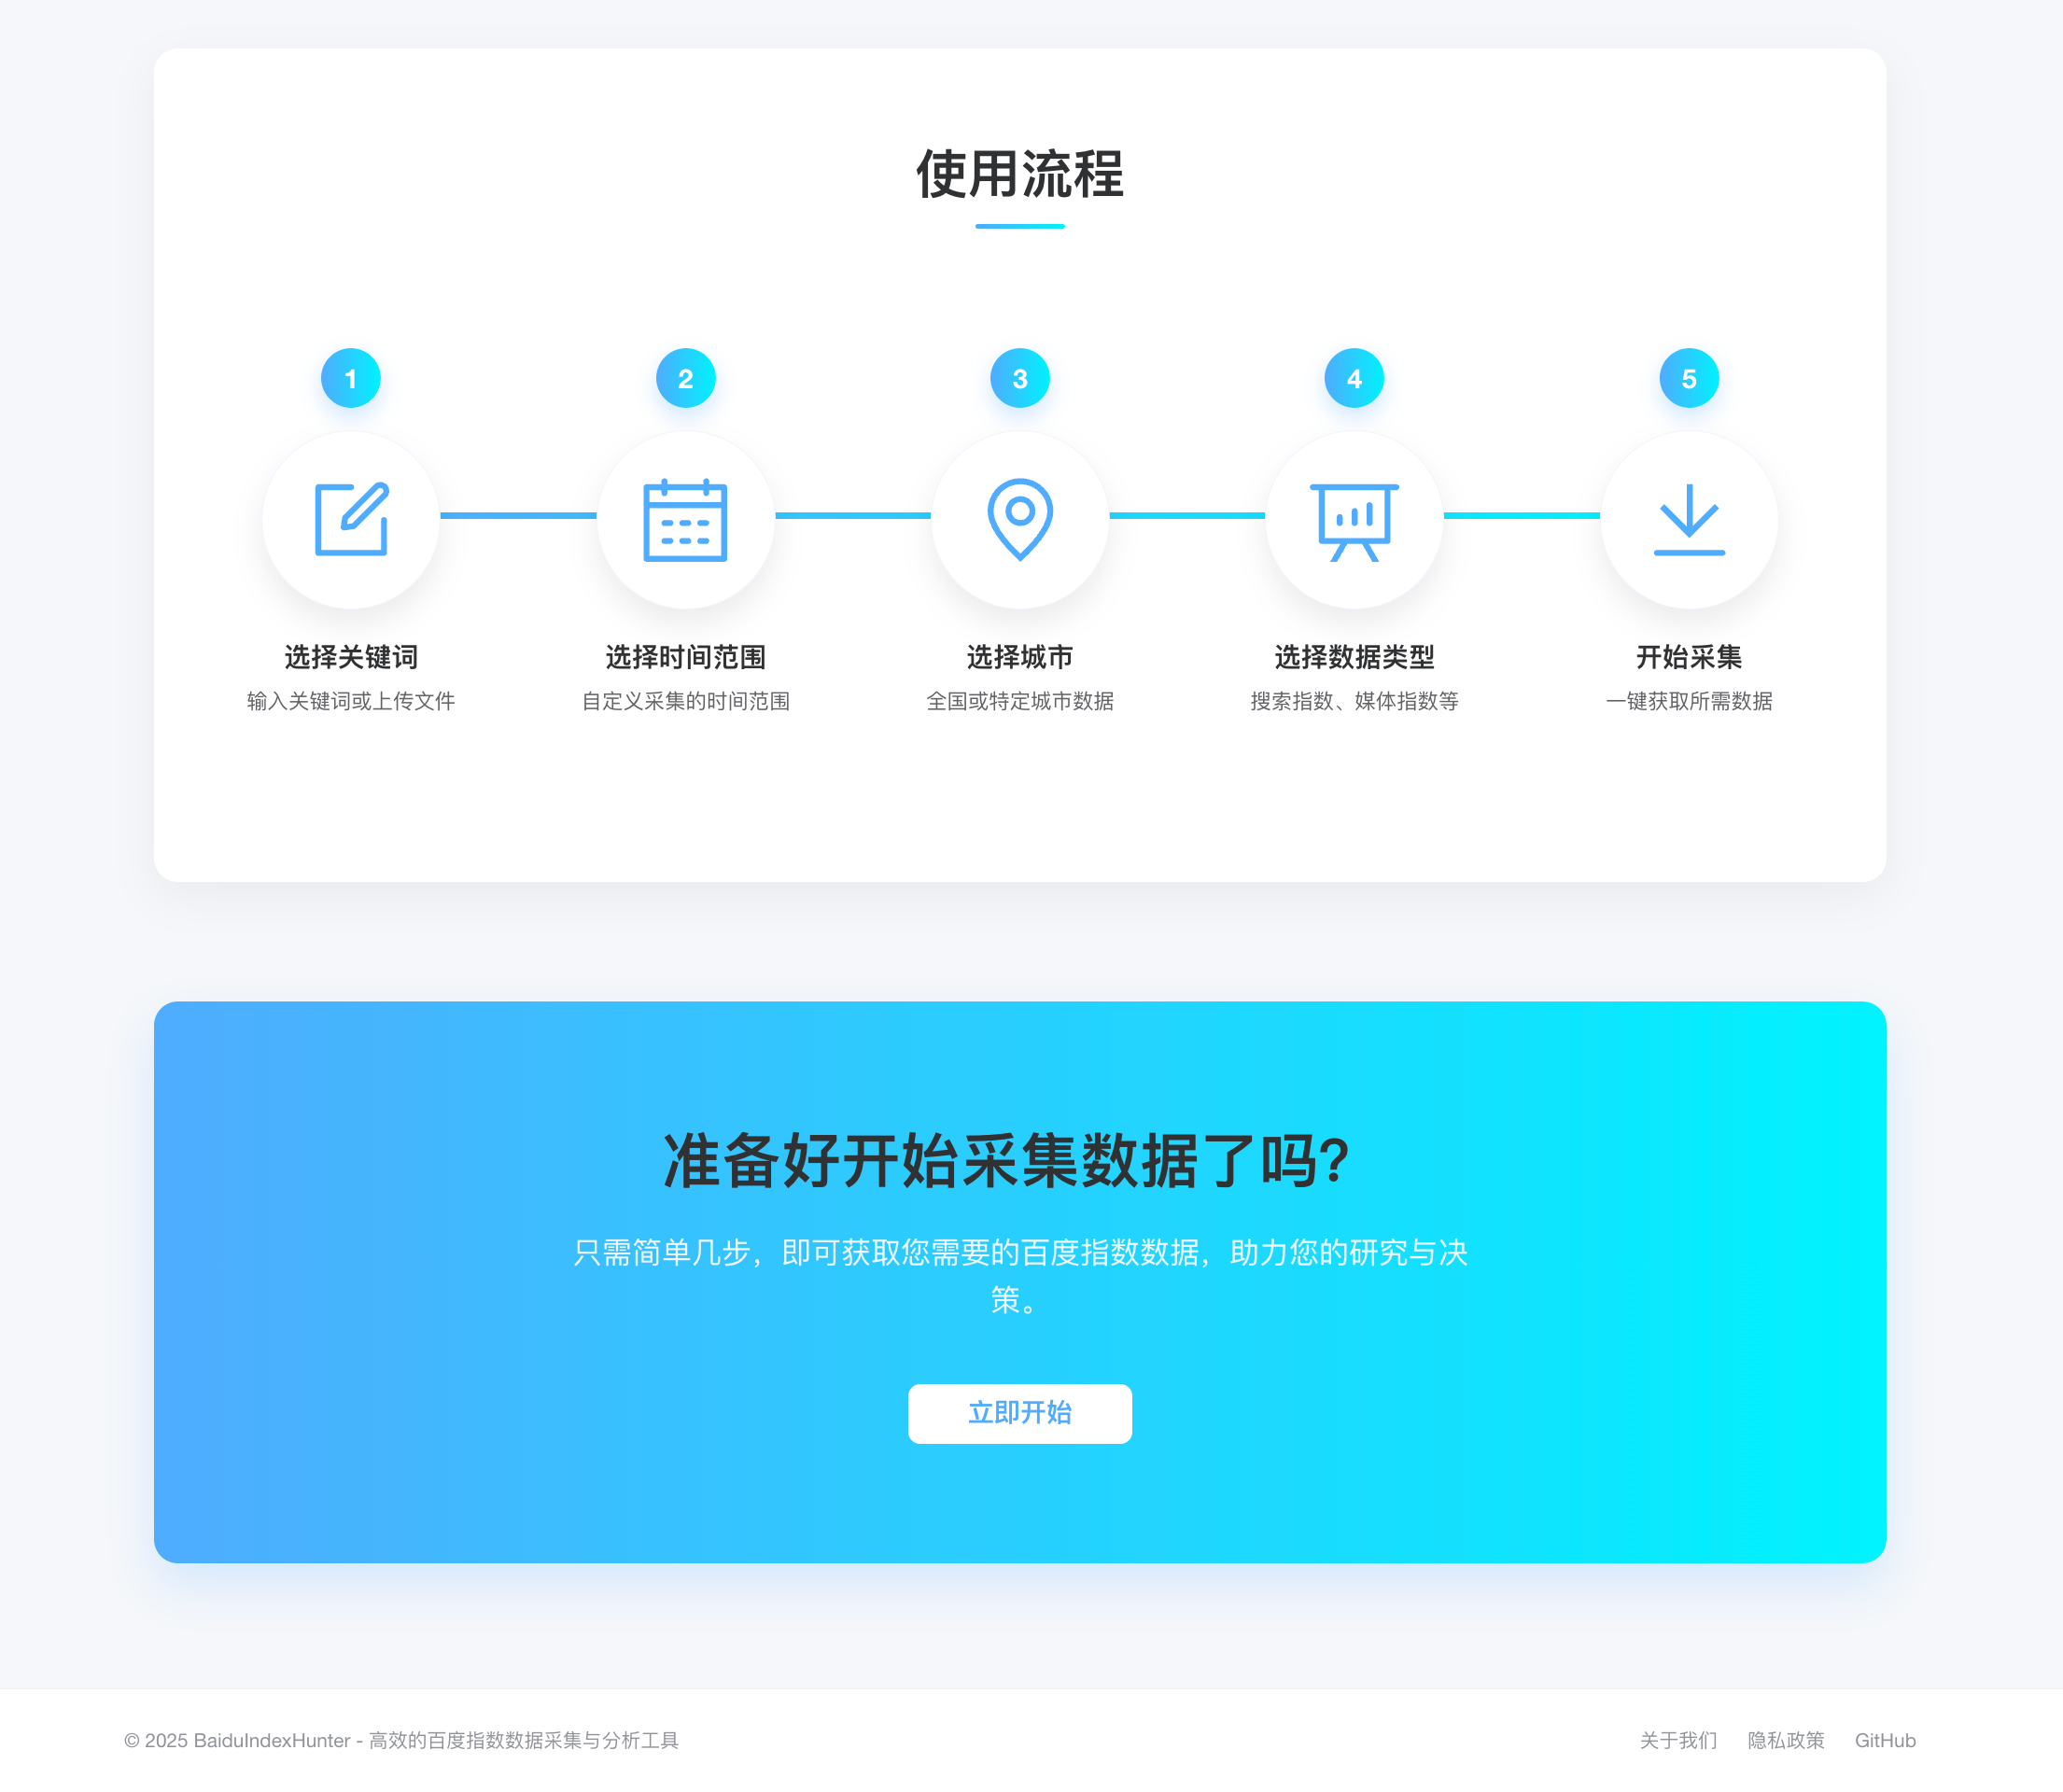 使用流程
1
2
3
4
5
选择关键词
选择时间范围
选择城市
选择数据类型
开始采集
输入关键词或上传文件
自定义采集的时间范围
全国或特定城市数据
搜索指数、媒体指数等
一键获取所需数据
准备好开始采集数据了吗?
只需简单几步，即可获取您需要的百度指数数据，助力您的研究与决
策。
立即开始
© 2025 BaiduIndexHunter - 高效的百度指数数据采集与分析工具
关于我们 隐私政策 GitHub